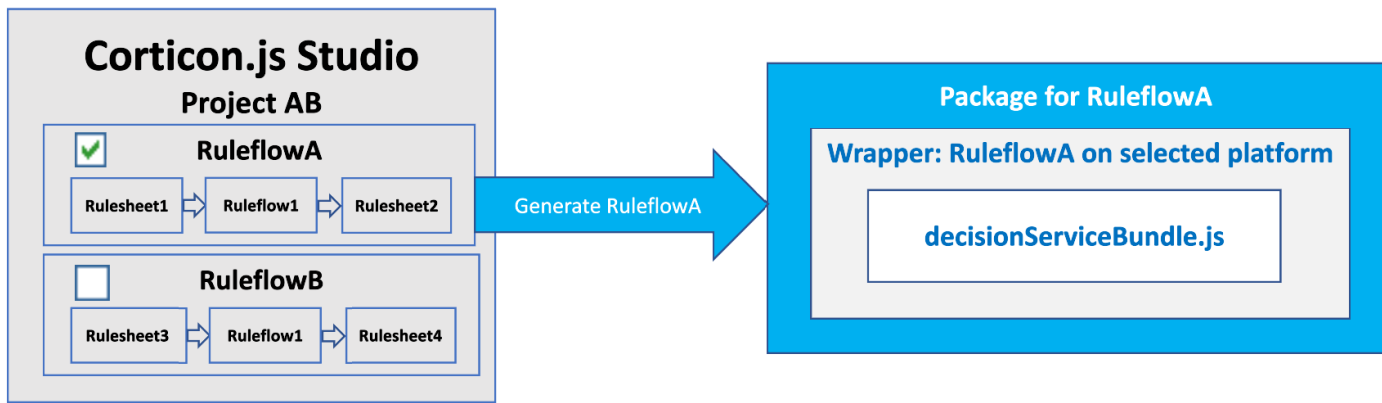 Corticon.js Studio
Project AB
RuleflowA
Rulesheet1
Ruleflow1
Rulesheet2
RuleflowB
Rulesheet3
Ruleflow1
Rulesheet4
Generate RuleflowA
Package for RuleflowA
Wrapper: RuleflowA on selected platform
decisionServiceBundle.js